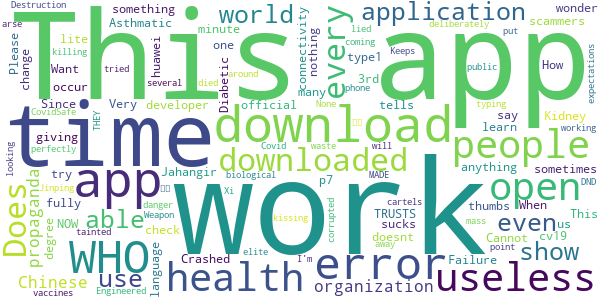 This app
time
work
download
downloaded
people
app
WHO
health
error
useless
open
Does
able
use
even
show
world
application
every
organization
Chinese
propaganda
Destruction
arse
Asthmatic
something
Please
change
lite
killing
minute
scammers
wonder
deliberately
Want
tried
huawei
one
nothing
connectivity
lied
coming
put
Keeps
How
expectations
occur
several
died
around
type1
3rd
public
Since
CovidSafe
THEY
developer
Diabetic
official
many
phone
tells
None
typing
say
learn
Kidney
working
Very
giving
perfectly
Covid
waste
will
anything
sometimes
looking
try
Jahangir
p7
MADE
TRUSTS
thumbs
When
This
DND
fully
Jinping
danger
Xi
biological
cartels
NOW
degree
tainted
Weapon
check
kissing
corrupted
sucks
doesnt
Cannot
cv19
us
language
Crashed
elite
I'm
away
Failure
point
mass
vaccines
Engineered